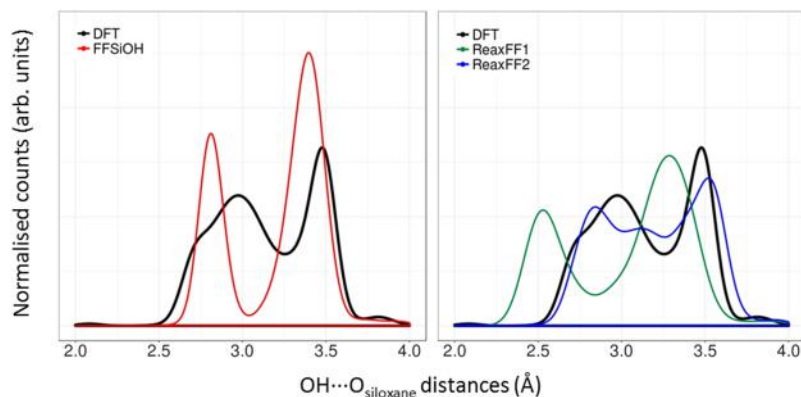 DFT
FFSiOH
DFT
ReaxFF1
ReaxFF2
Normalised counts (arb. units)
2.0 2.5 3.0 3.5 4.0
2.0 2.5 3.0 3.5 4.0
OH···Osiloxane distances (Å)